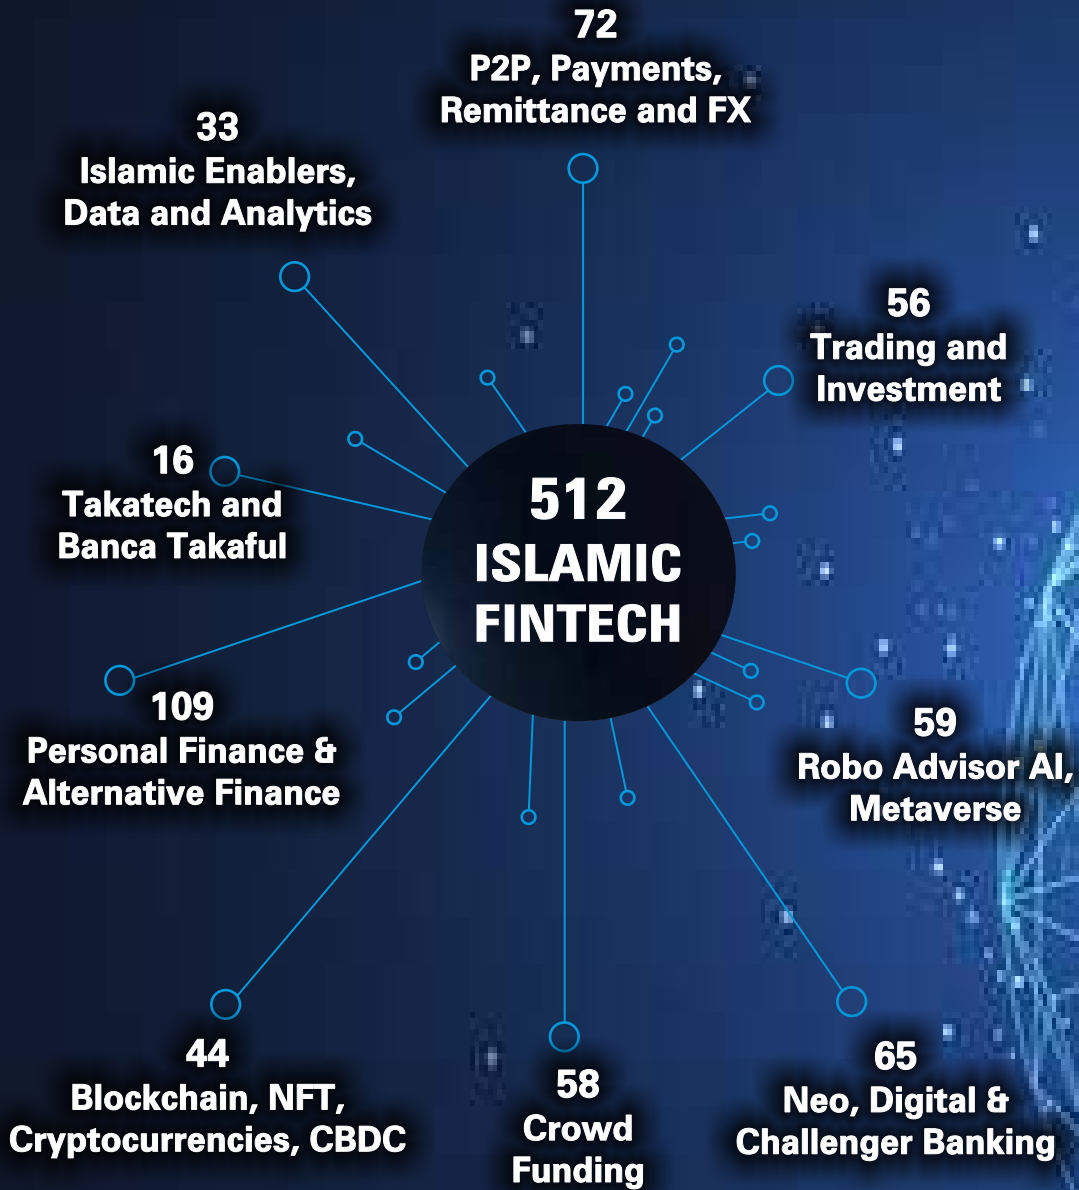 72
P2P, Payments,
Remittance and FX
33
Islamic Enablers,
Data and Analytics
56
Trading and
Investment
16
Takatech and
Banca Takaful
512
ISLAMIC
FINTECH
109
Personal Finance &
Alternative Finance
59
Robo Advisor AI,
Metaverse
44
Blockchain, NFT,
Cryptocurrencies, CBDC
58
Crowd
Funding
65
Neo, Digital &
Challenger Banking